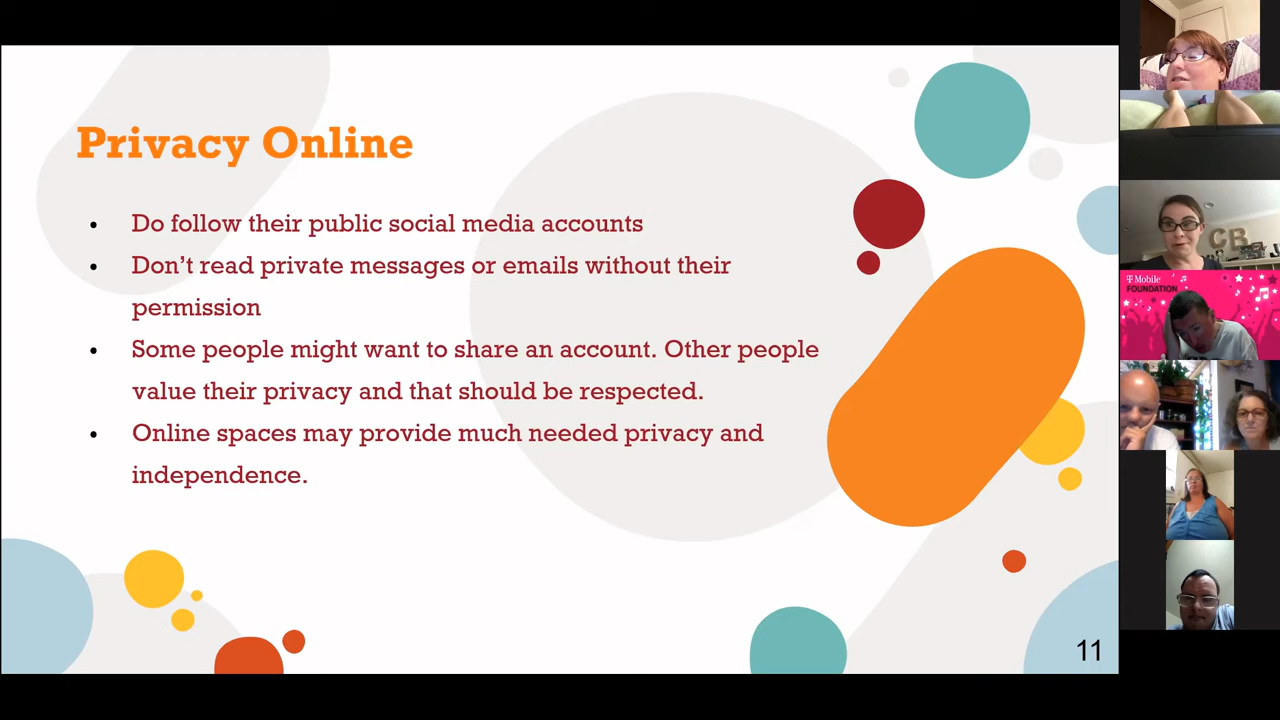 Privacy Online
• Do follow their public social media accounts
• Don't read private messages or emails without their
permission
• Some people might want to share an account. Other people
value their privacy and that should be respected.
• Online spaces may provide much needed privacy and
independence.
11
CB
T Mobile
FOUNDATION